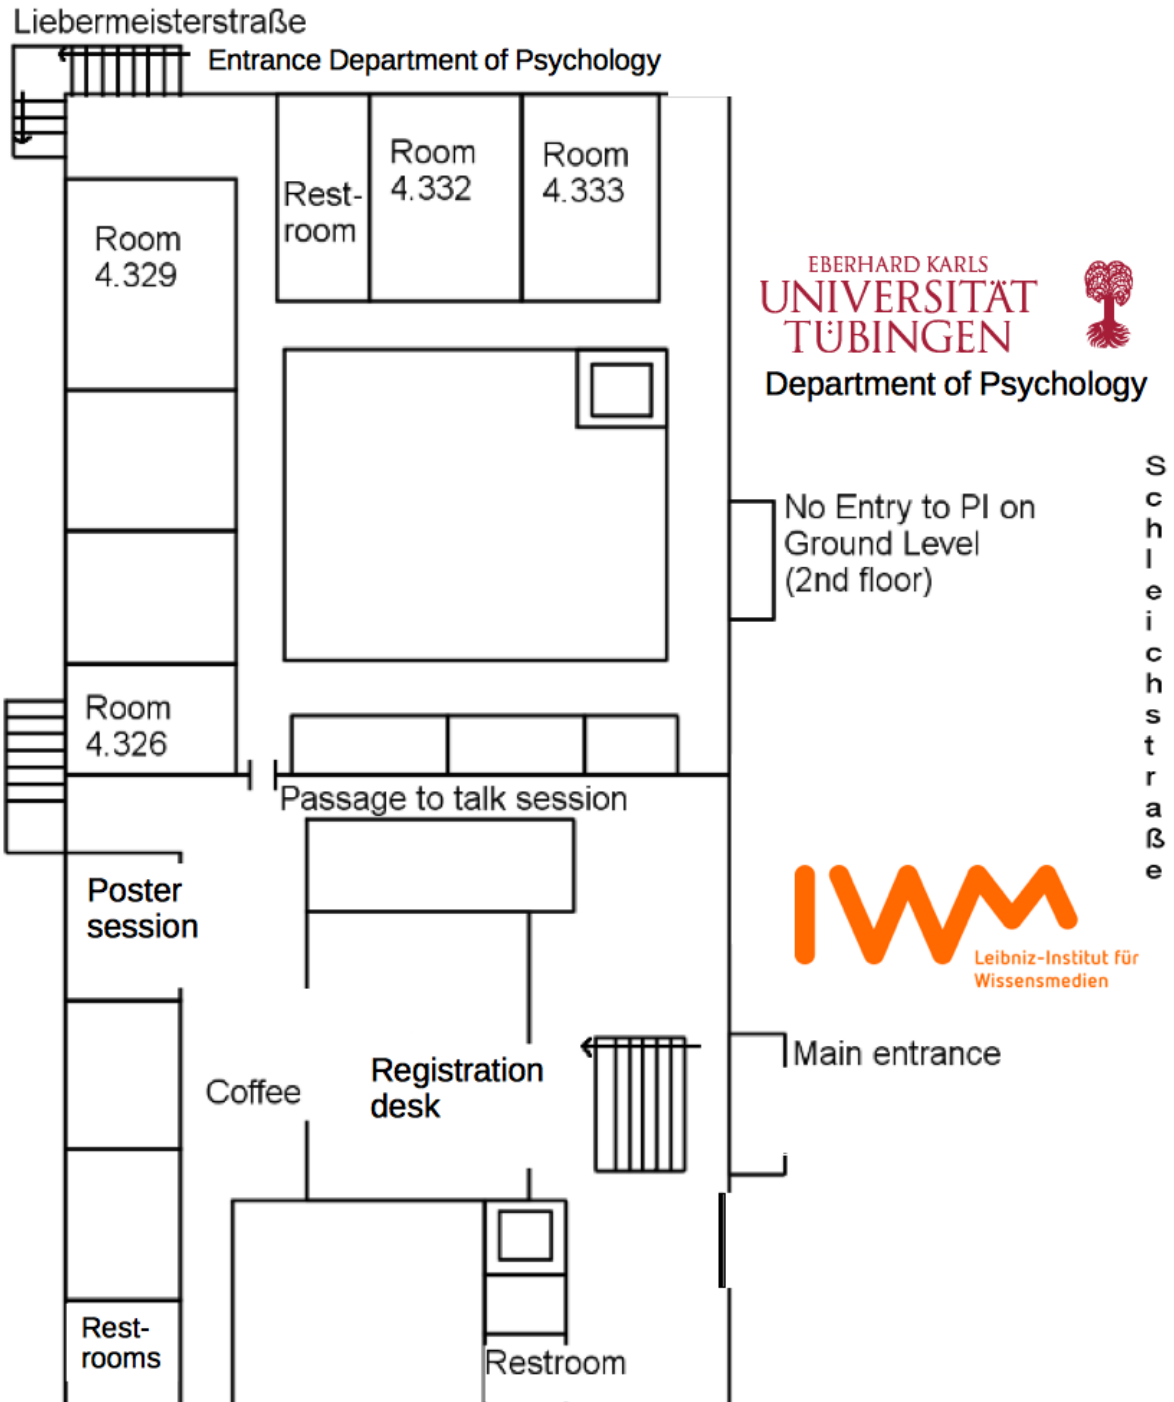 Liebermeisterstraße
Entrance Department of Psychology
Rest-
room
Room
4.332
Room
4.333
Room
4.329
EBERHARD KARLS
UNIVERSITÄT
TÜBINGEN
Department of Psychology
Schleichstraße
No Entry to PI on
Ground Level
(2nd floor)
Room
4.326
Passage to talk session
Poster
session
IWM
Leibniz-Institut für
Wissensmedien
Main entrance
Registration
desk
Coffee
Rest-
rooms
Restroom